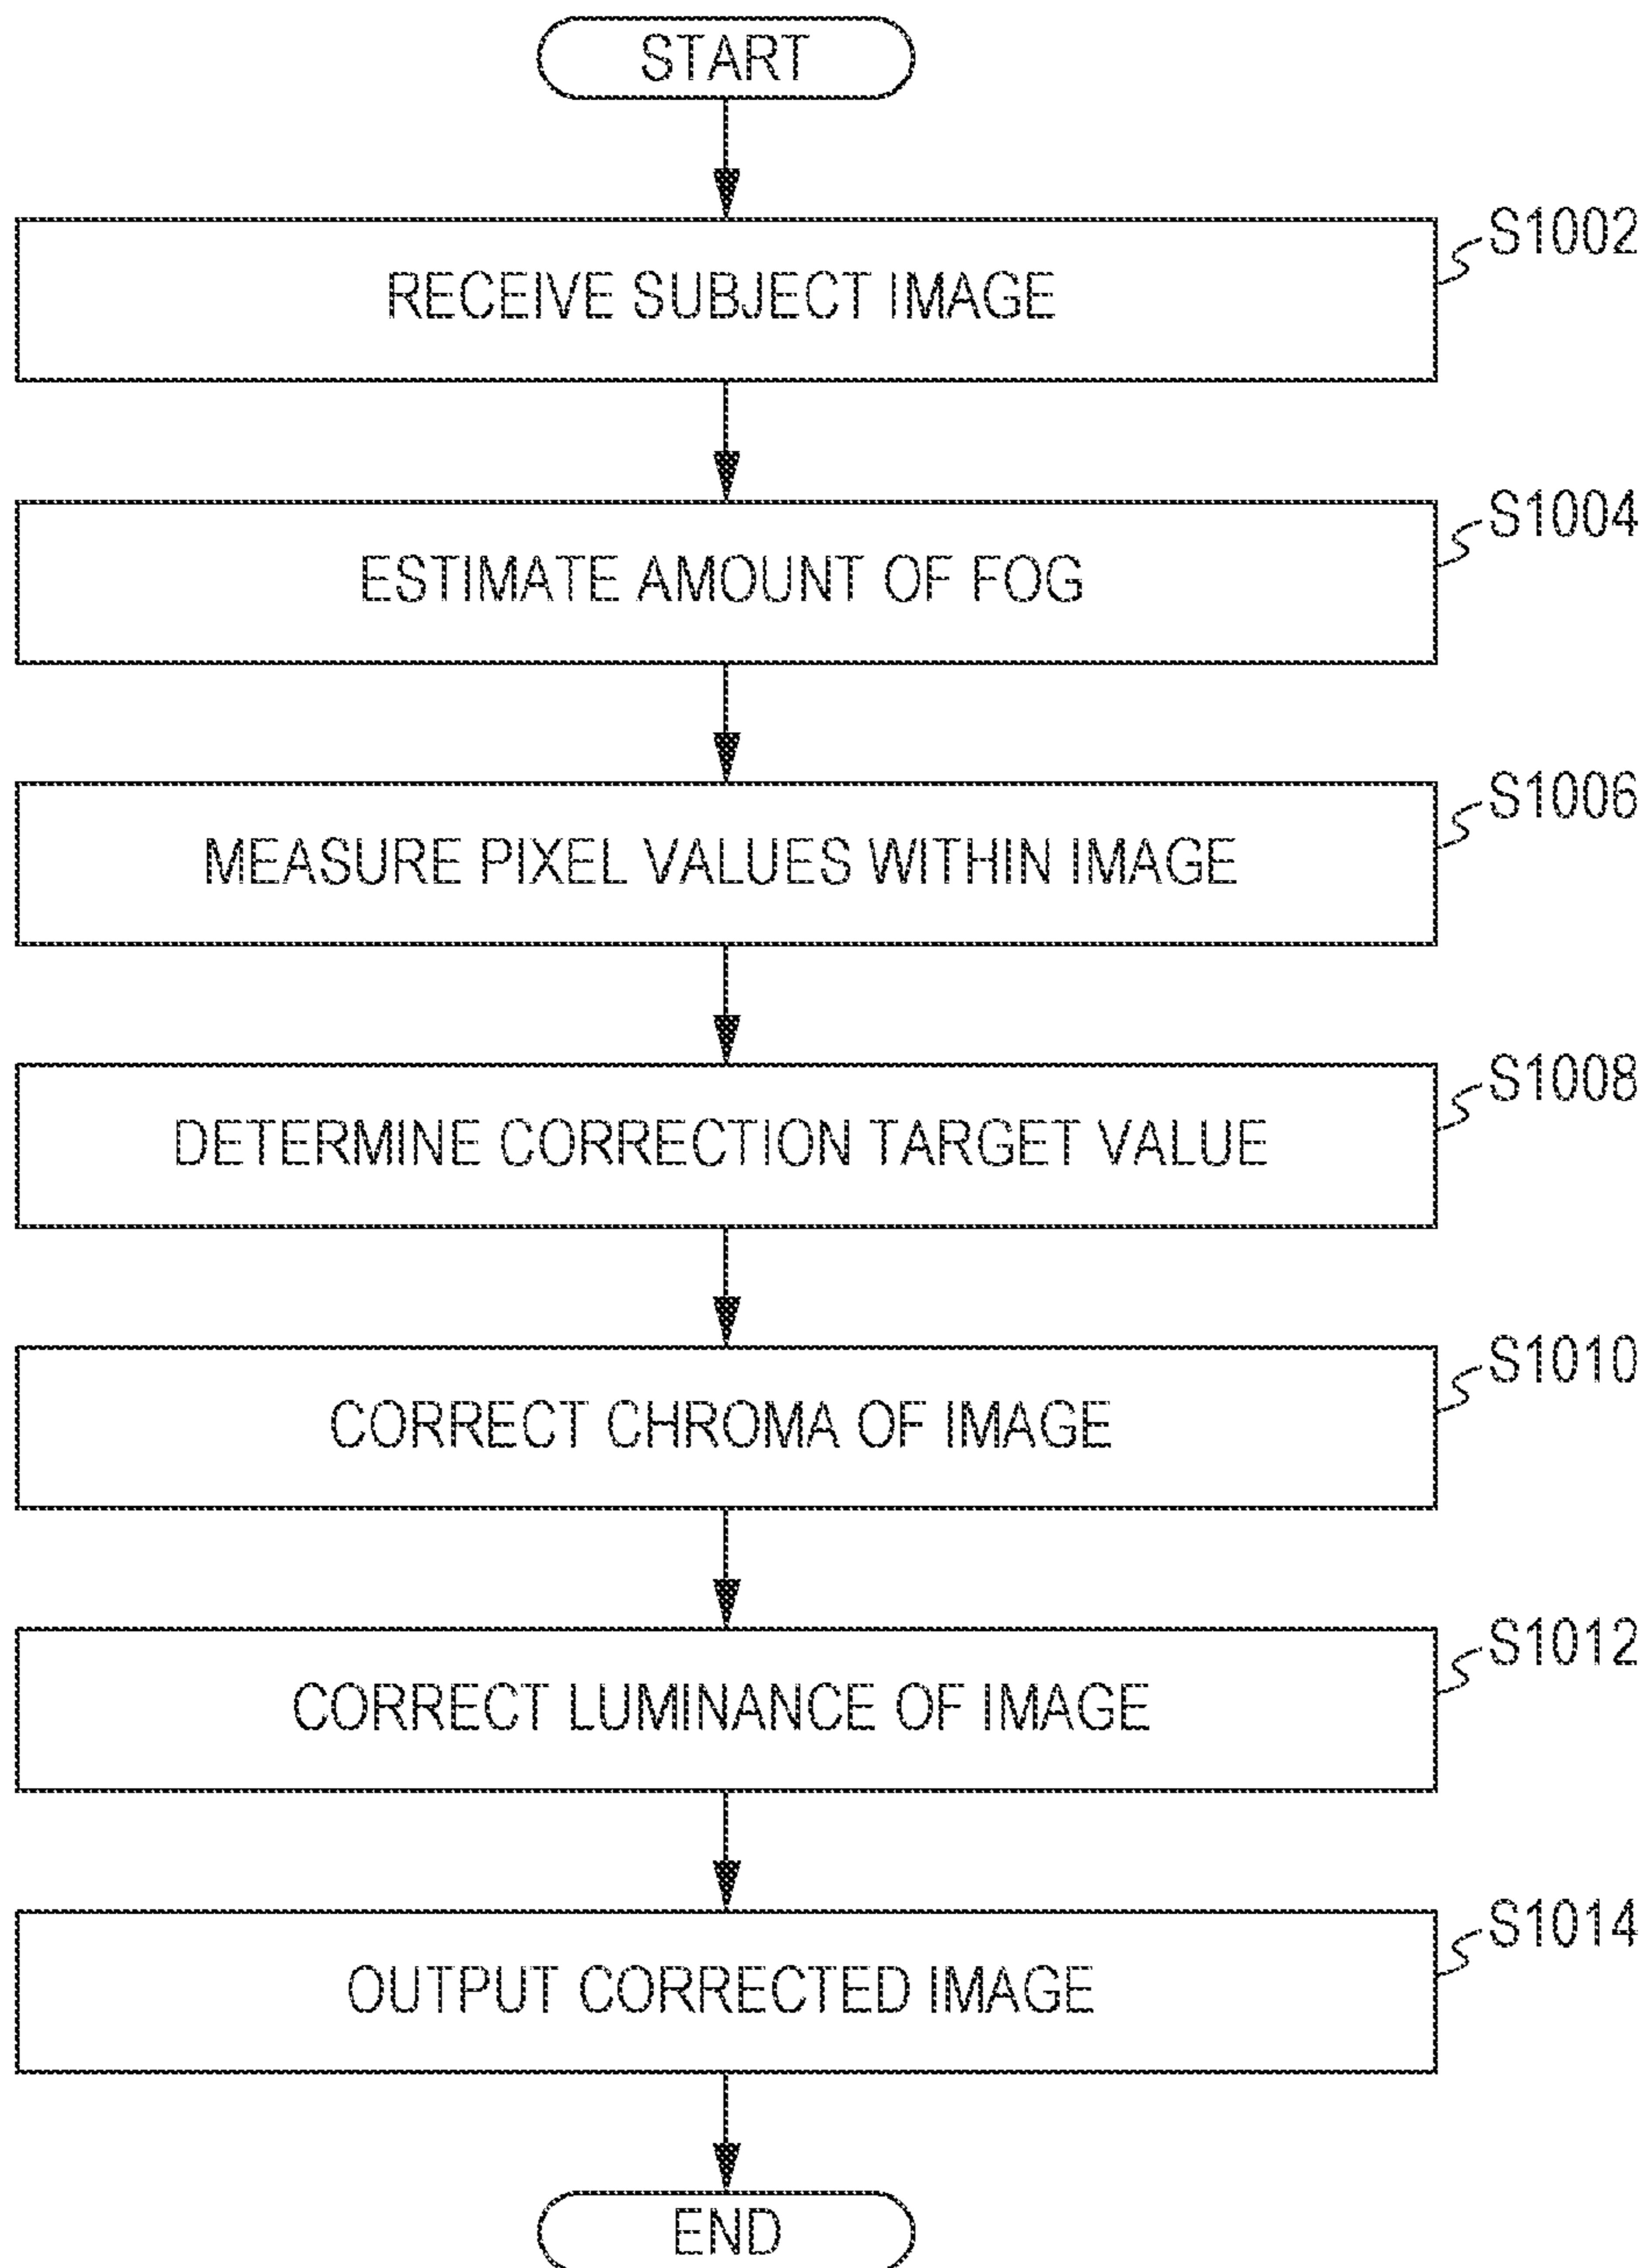 START
RECEIVE SUBJECT IMAGE
S1002
ESTIMATE AMOUNT OF FOG
S1004
MEASURE PIXEL VALUES WITHIN IMAGE
S1006
DETERMINE CORRECTION TARGET VALUE
S1008
CORRECT CHROMA OF IMAGE
S1010
CORRECT LUMINANCE OF IMAGE
S1012
OUTPUT CORRECTED IMAGE
S1014
END